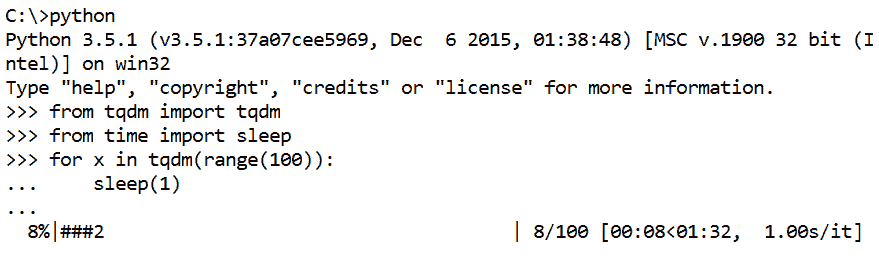 C:\>python
Python 3.5.1 (v3.5.1:37a07cee5969, Dec  6 2015, 01:38:48) [MSC v.1900 32 bit (I
ntel)] on win32
Type "help", "copyright", "credits" or "license" for more information.
>>> from tqdm import tqdm
>>> from time import sleep
>>> for x in tqdm(range(100)):
...     sleep(1)
...
  8%|###2                                  | 8/100 [00:08<01:32,  1.00s/it]